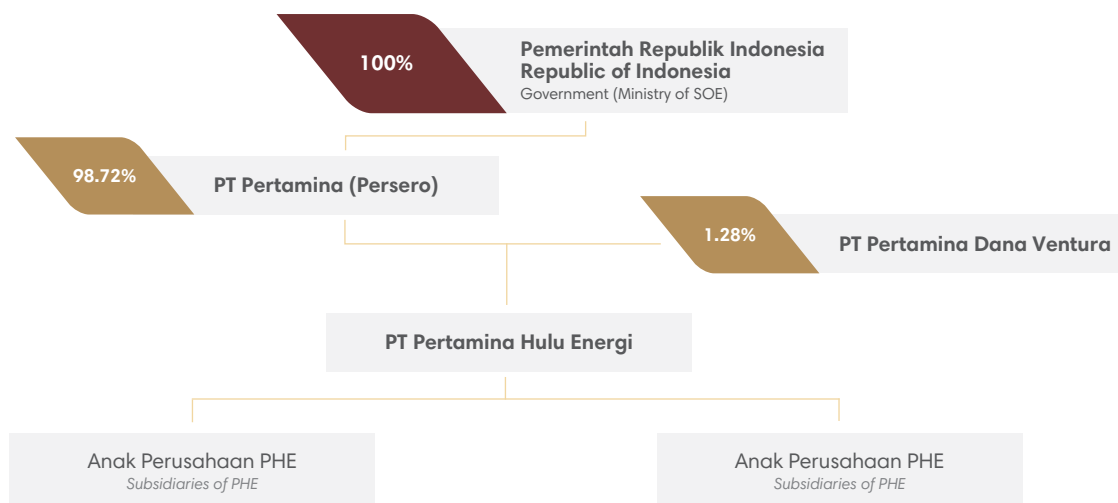 100%
Pemerintah Republik Indonesia
Republic of Indonesia
Government (Ministry of SOE)
98.72%
PT Pertamina (Persero)
1.28%
PT Pertamina Dana Ventura
PT Pertamina Hulu Energi
Anak Perusahaan PHE
Subsidiaries of PHE
Anak Perusahaan PHE
Subsidiaries of PHE